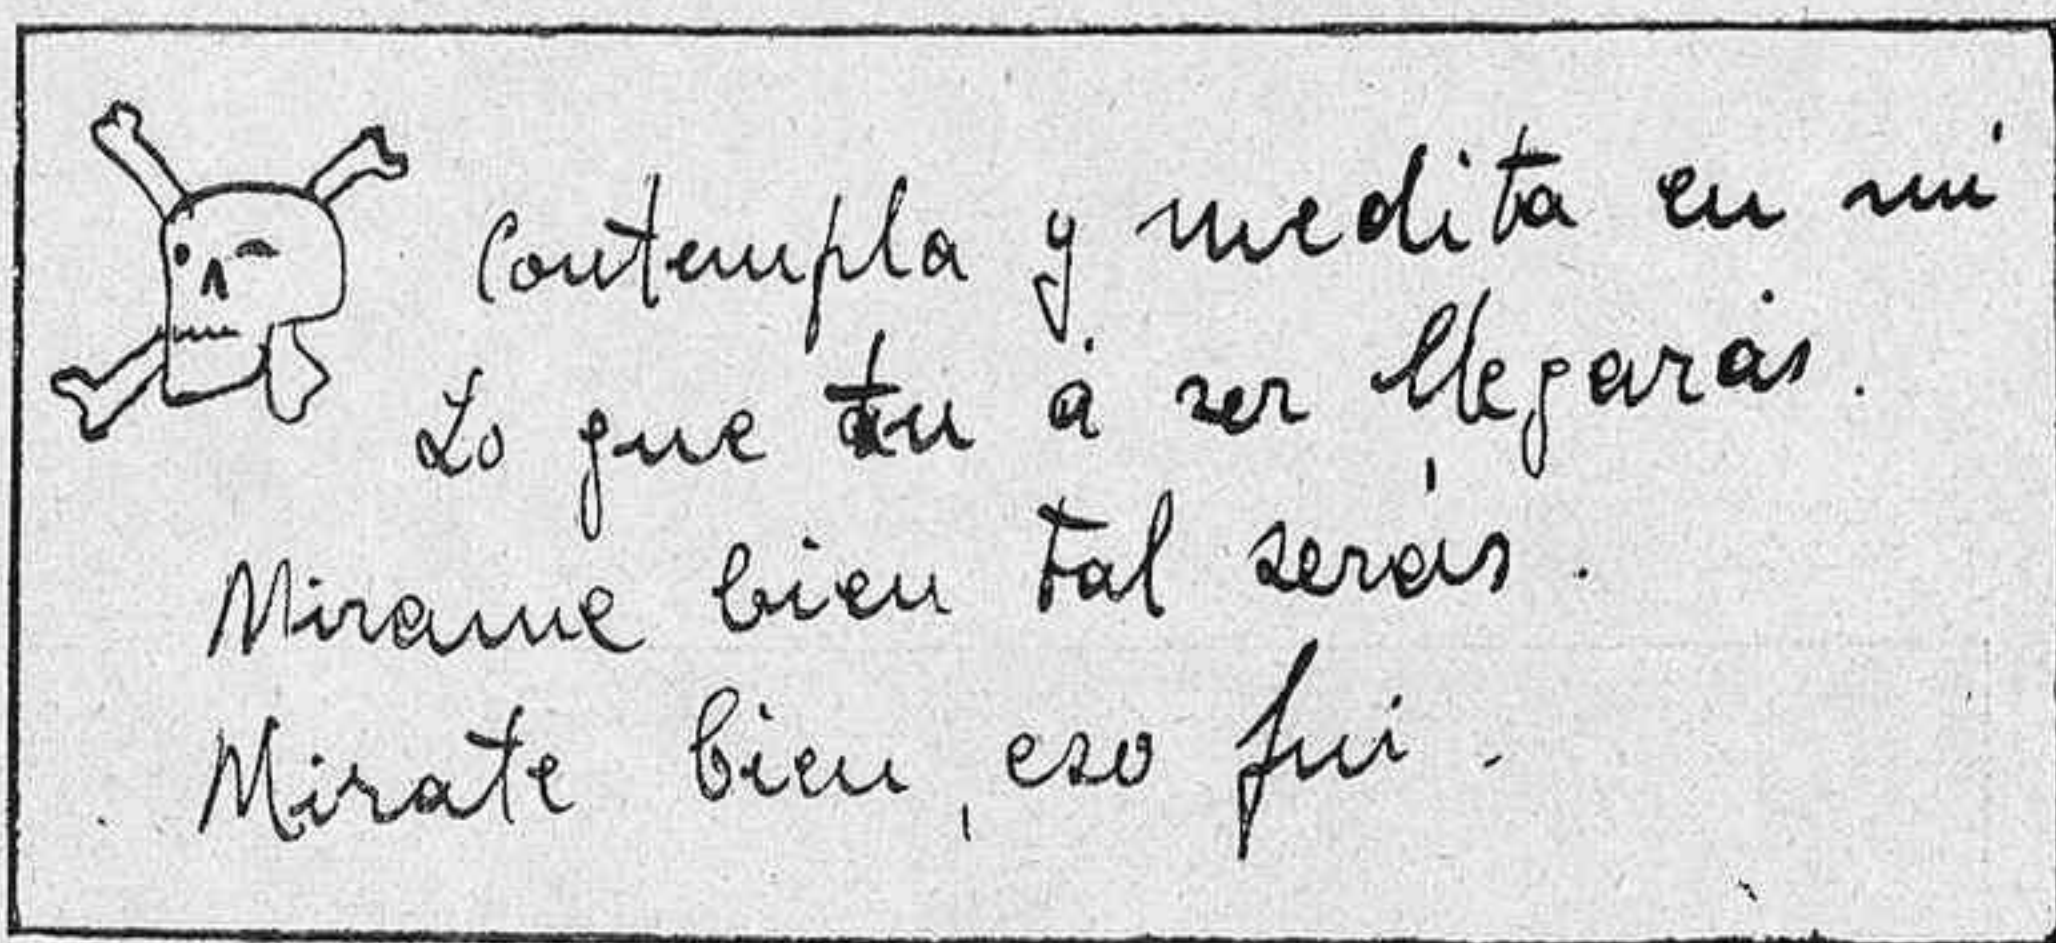 Contempla y medita en mi
Lo que tu á ser llegarás.
Mirame bien tal serás.
Mirate bien, eso fui.